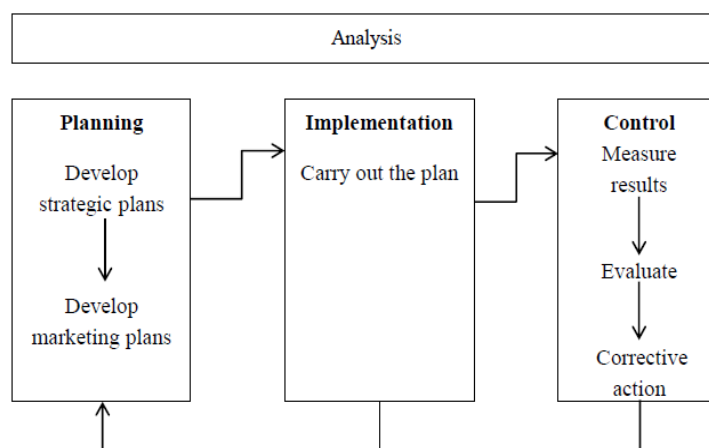 Analysis
Planning
Develop
strategic plans
Develop
marketing plans
Implementation
Carry out the plan
Control
Measure
results
Evaluate
Corrective
action